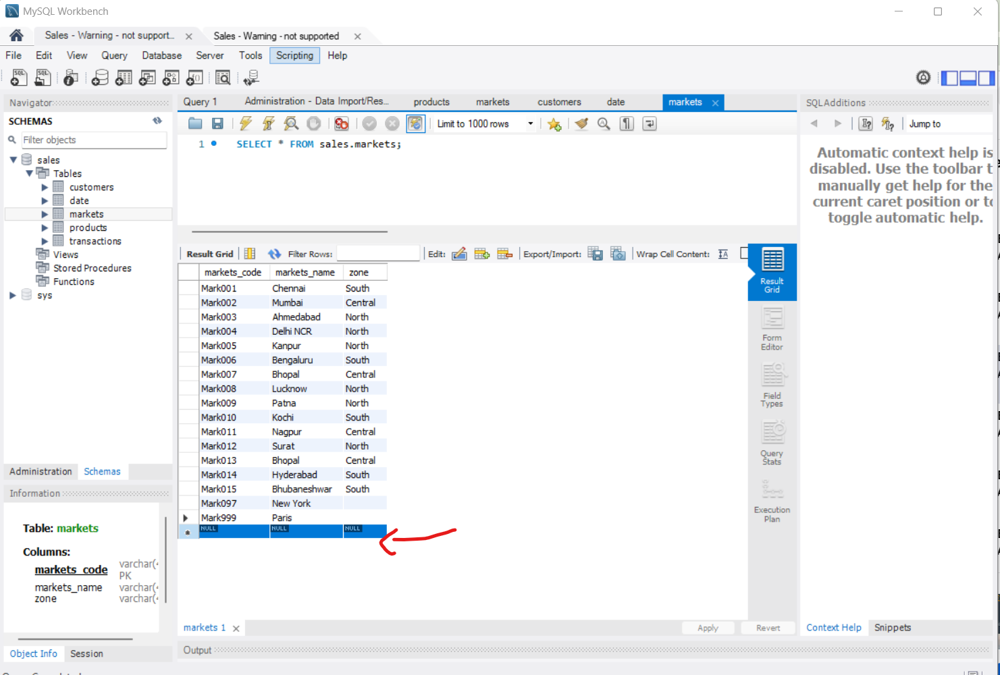 MySQL Workbench
Sales - Warning - not support...
Sales - Warning - not supported
File Edit View Query Database Server Tools Scripting Help
Navigator
SCHEMAS
Filter objects
sales
Tables
customers
date
markets
products
transactions
Views
Stored Procedures
Functions
sys
Administration Schemas
Information
Table: markets
Columns:
markets_code varchar(
PK
markets_name varchar(
zone varchar(
Object Info Session
Query 1 Administration - Data Import/Res... products markets customers date markets
Limit to 1000 rows
1 SELECT * FROM sales.markets;
Result Grid Filter Rows: Edit: Export/Import: Wrap Cell Content:
markets_code markets_name zone
Mark001 Chennai South
Mark002 Mumbai Central
Mark003 Ahmedabad North
Mark004 Delhi NCR North
Mark005 Kanpur North
Mark006 Bengaluru South
Mark007 Bhopal Central
Mark008 Lucknow North
Mark009 Patna North
Mark010 Kochi South
Mark011 Nagpur Central
Mark012 Surat North
Mark013 Bhopal Central
Mark014 Hyderabad South
Mark015 Bhubaneshwar South
Mark097 New York
Mark999 Paris
NULL NULL NULL
Result
Grid
Form
Editor
Field
Types
Query
Stats
Execution
Plan
markets 1
Apply Revert
Output
SQLAdditions
Jump to
Automatic context help is
disabled. Use the toolbar t
manually get help for the
current caret position or to
toggle automatic help.
Context Help Snippets